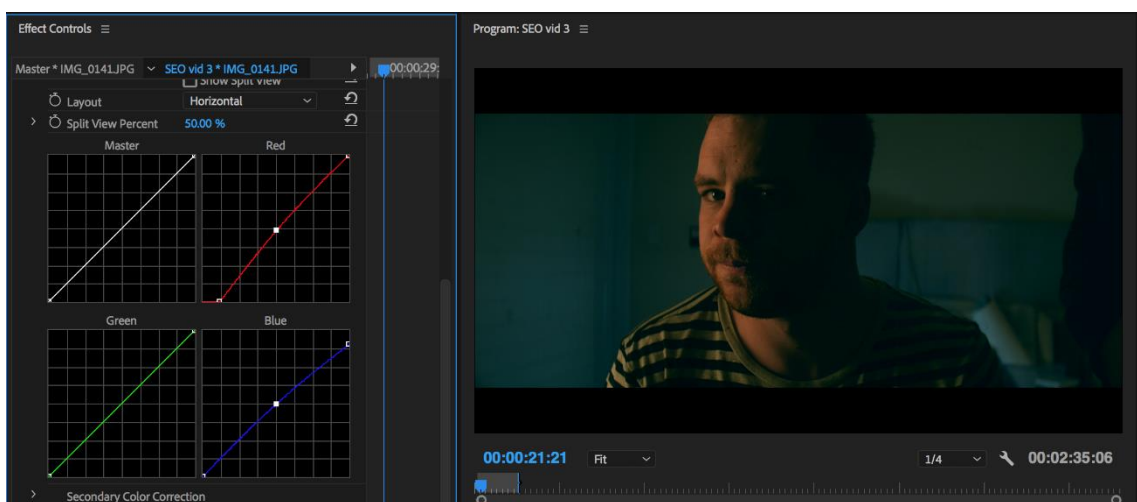 Effect Controls
Program: SEO vid 3
Master * IMG_0141.JPG
SEO vid 3 * IMG_0141.JPG
00:00:29:
Show Split View
Layout
Horizontal
Split View Percent
50.00 %
Master
Red
Green
Blue
Secondary Color Correction
00:00:21:21
Fit
1/4
00:02:35:06